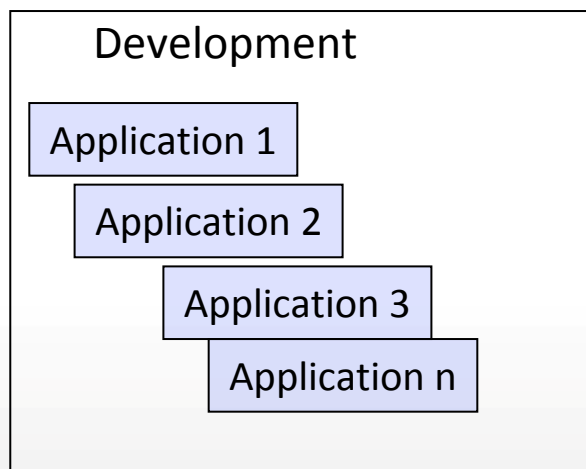 Development
Application 1
Application 2
Application 3
Application n